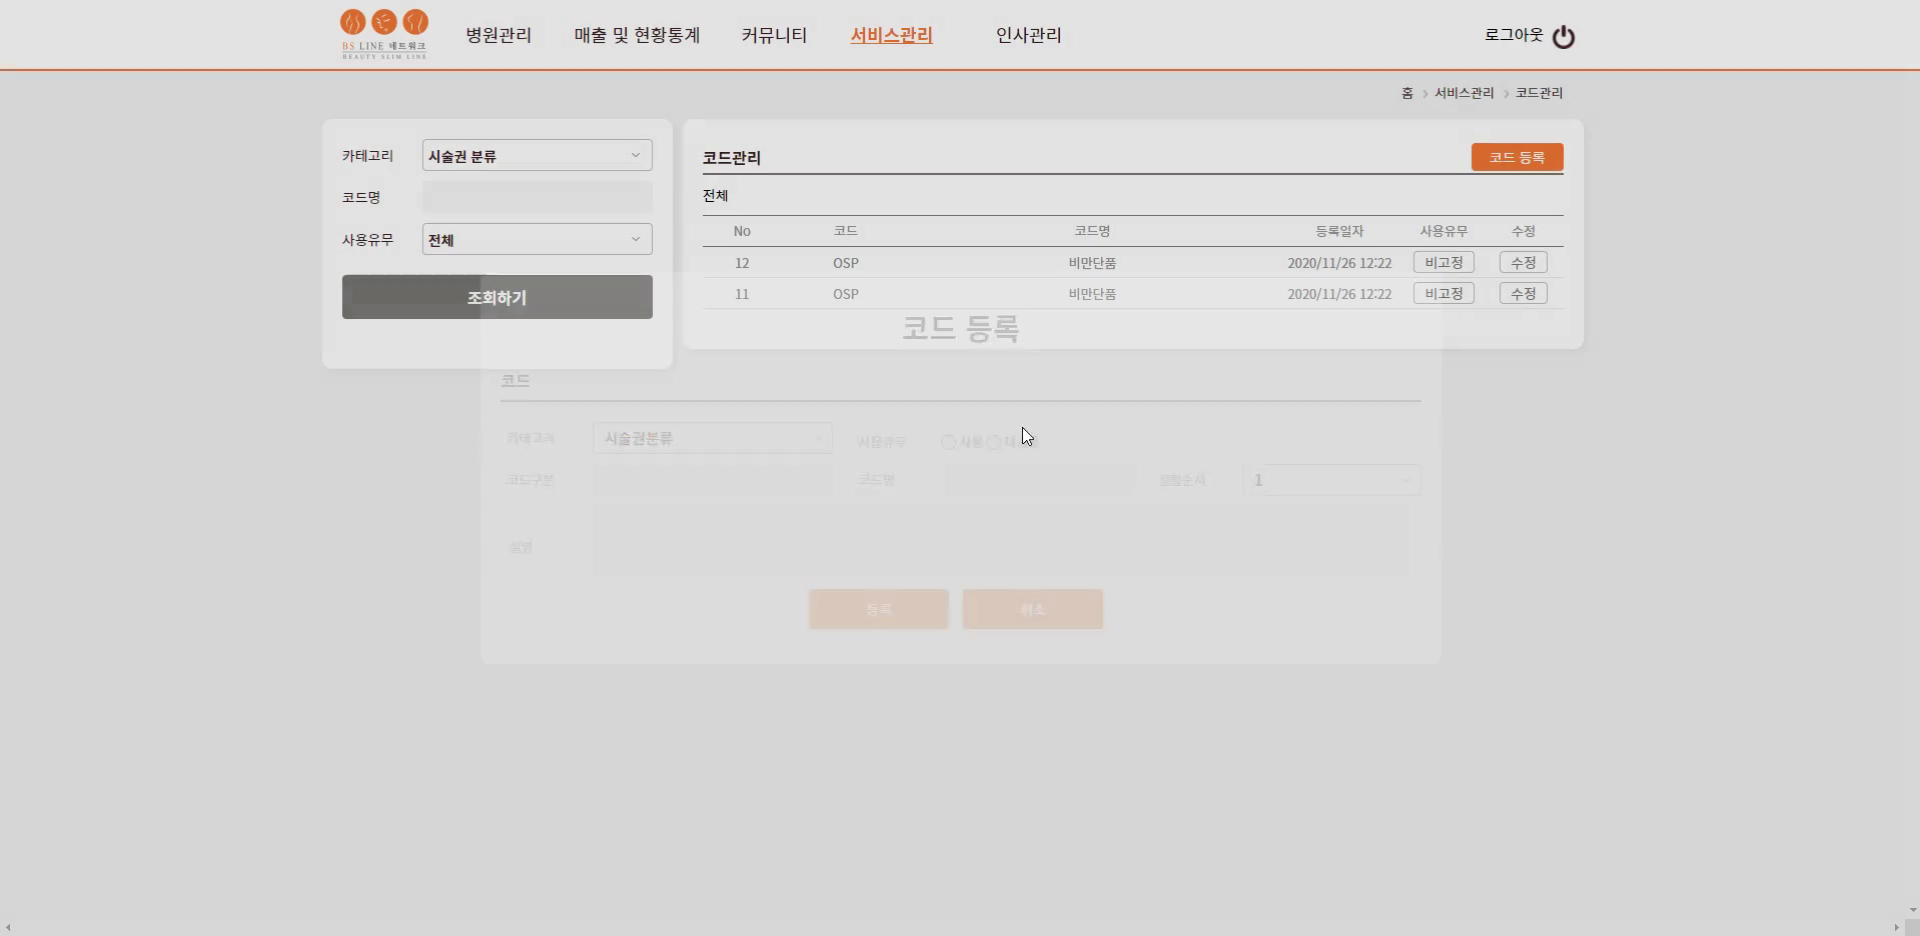 BS LINE 네트워크
BEAUTY SLIM LINE
병원관리 매출 및 현황통계 커뮤니티 서비스관리 인사관리
로그아웃
홈 > 서비스관리 > 코드관리
카테고리 시술권 분류
코드명
사용유무 전체
조회하기
코드관리
코드 등록
전체
No 코드 코드명 등록일자 사용유무 수정
12 OSP 비만단품 2020/11/26 12:22 비고정 수정
11 OSP 비만단품 2020/11/26 12:22 비고정 수정
코드 등록
코드
카테고리 시술권분류 사용유무 사용
코드구분 코드명 1
설명
등록 취소